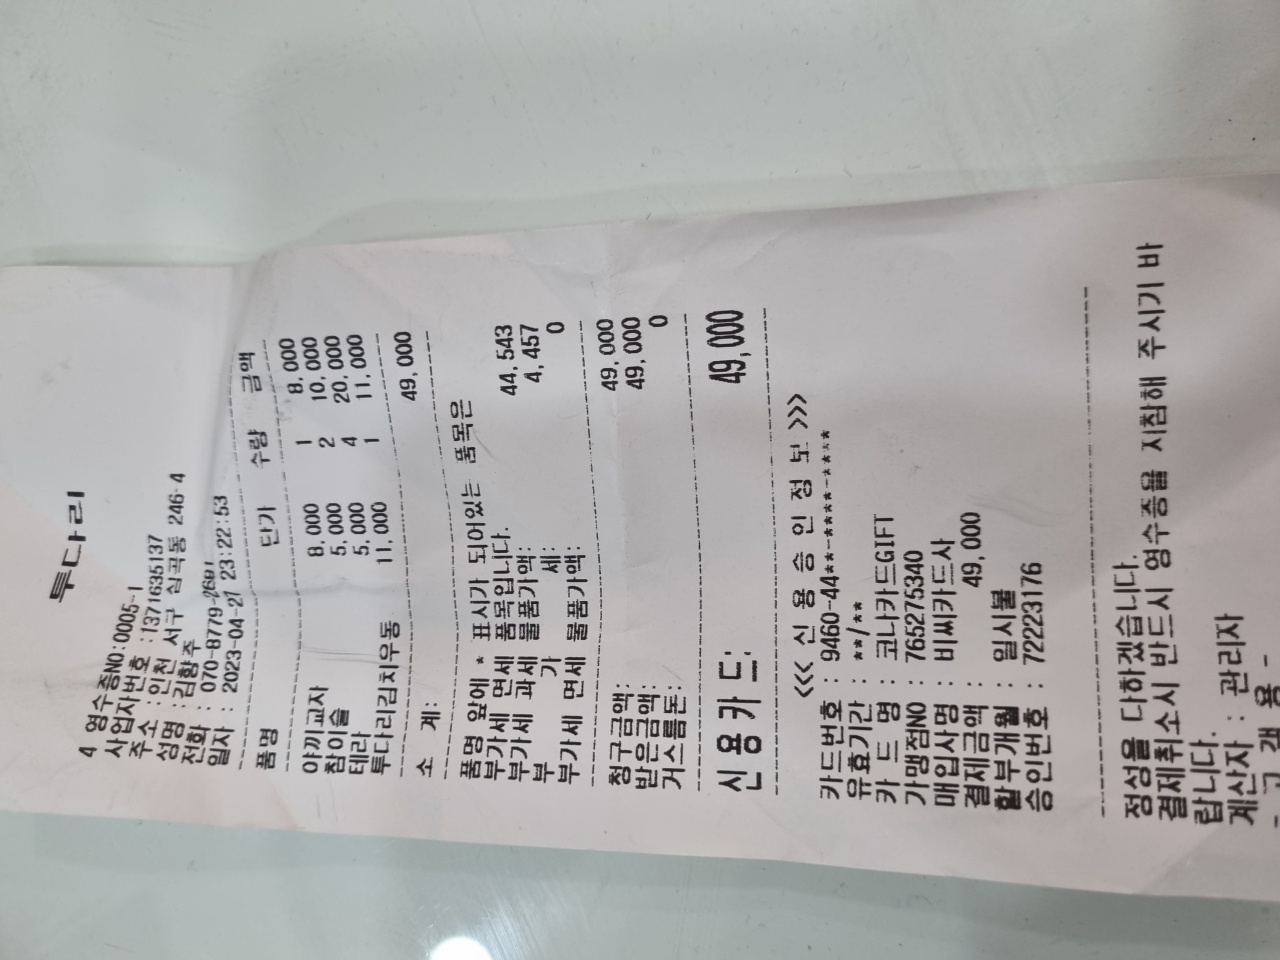 투다리
4 영수증NO:0005-1
사업자번호 :1371635137
주소 :인천 서구 심곡동 246-4
성명 :김향주
전화 : 070-8779-2691
일자 : 2023-04-21 23:22:53
품명 단가 수량 금액
야끼교자 8,000 1 8,000
참이슬 5,000 2 10,000
테라 5,000 4 20,000
투다리김치우동 11,000 1 11,000
소 계: 49,000
품명 앞에 * 표시가 되어있는 품목은
부가세 면세 품목입니다.
부가세 과세 물품가액: 44,543
부 가 세: 4,457
부가세 면세 물품가액: 0
청구금액: 49,000
받은금액: 49,000
거스름돈: 0
신용카드: 49,000
<<< 신 용 승 인 정 보 >>>
카드번호 : 9460-44**-****-****-****
유효기간 : **/**
카 드 명 : 코나카드GIFT
가맹점NO : 765275340
매입사명 : 비씨카드사
결제금액 : 49,000
할부개월 : 일시불
승인번호 : 72223176
정성을 다하겠습니다.
결제취소시 반드시 영수증을 지참해 주시기 바
랍니다.
계산자 : 관리자
- 고 객 용 -